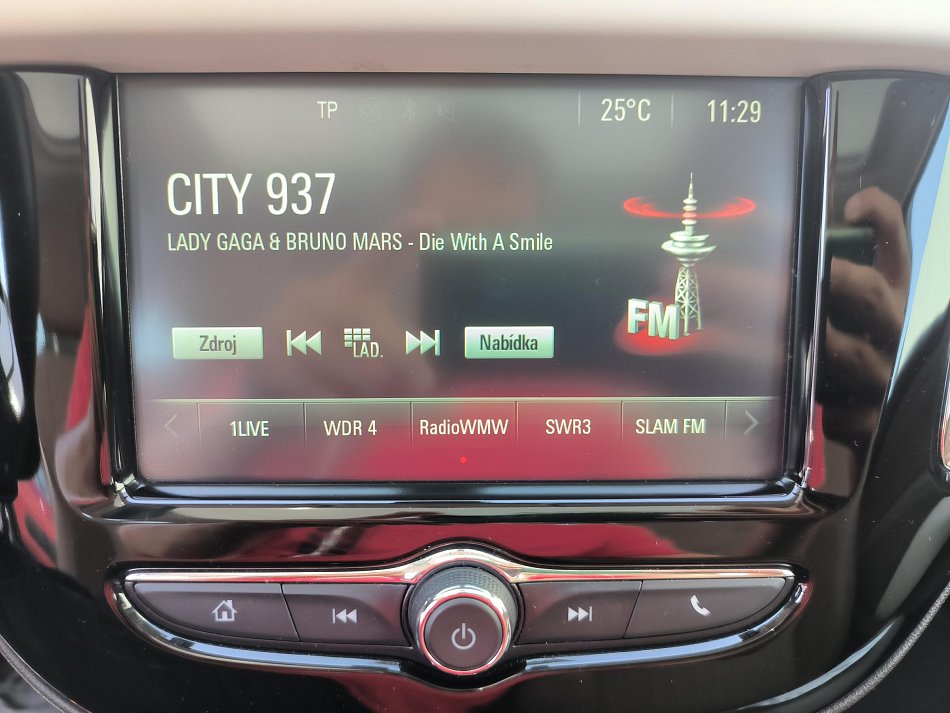 TP 25°C 11:29
CITY 937
LADY GAGA & BRUNO MARS - Die With A Smile
FM
Zdroj LAD. Nabídka
1LIVE WDR 4 RadioWMW SWR3 SLAM FM